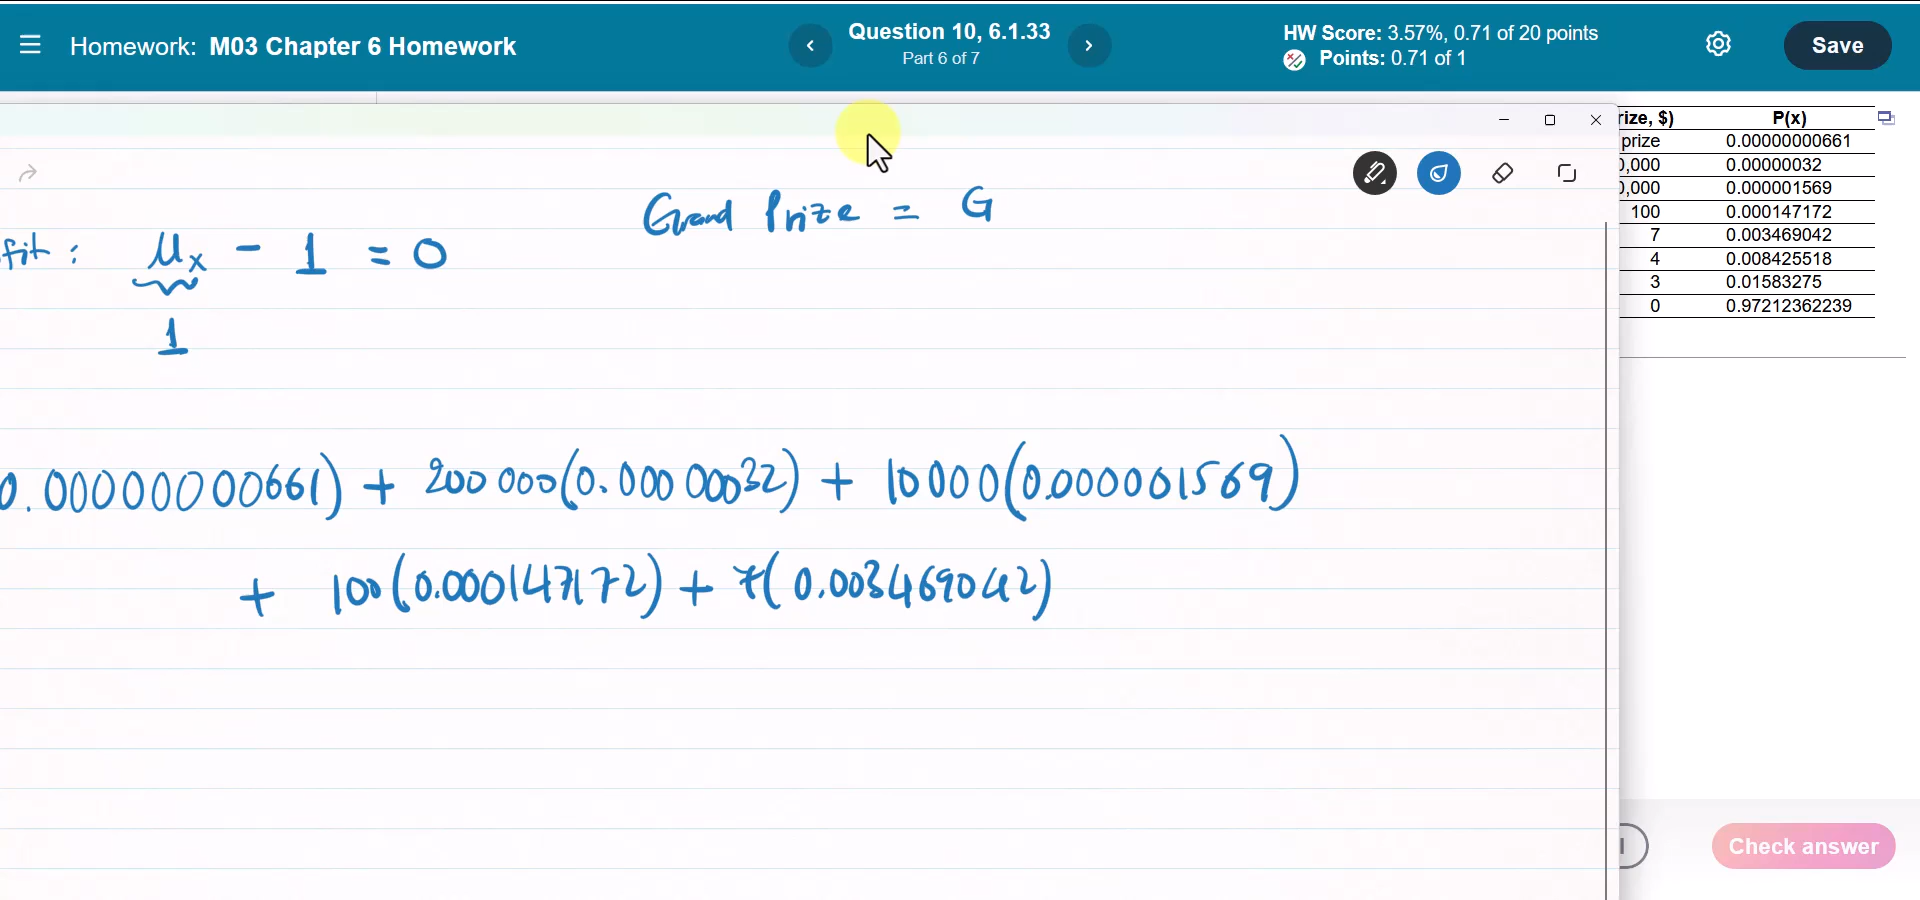 Homework: M03 Chapter 6 Homework
Question 10, 6.1.33
Part 6 of 7
HW Score: 3.57%, 0.71 of 20 points
Points: 0.71 of 1
Save
rize, $) P(x)
prize 0.00000000661
0,000 0.00000032
0,000 0.000001569
100 0.000147172
7 0.003469042
4 0.008425518
3 0.01583275
0 0.97212362239
Grand Prize = G
fit: μx - 1 = 0
1
0.00000000661) + 200 000(0.00000032) + 10000(0.000001569)
+ 100(0.000147172) + 7(0.003469042)
Check answer